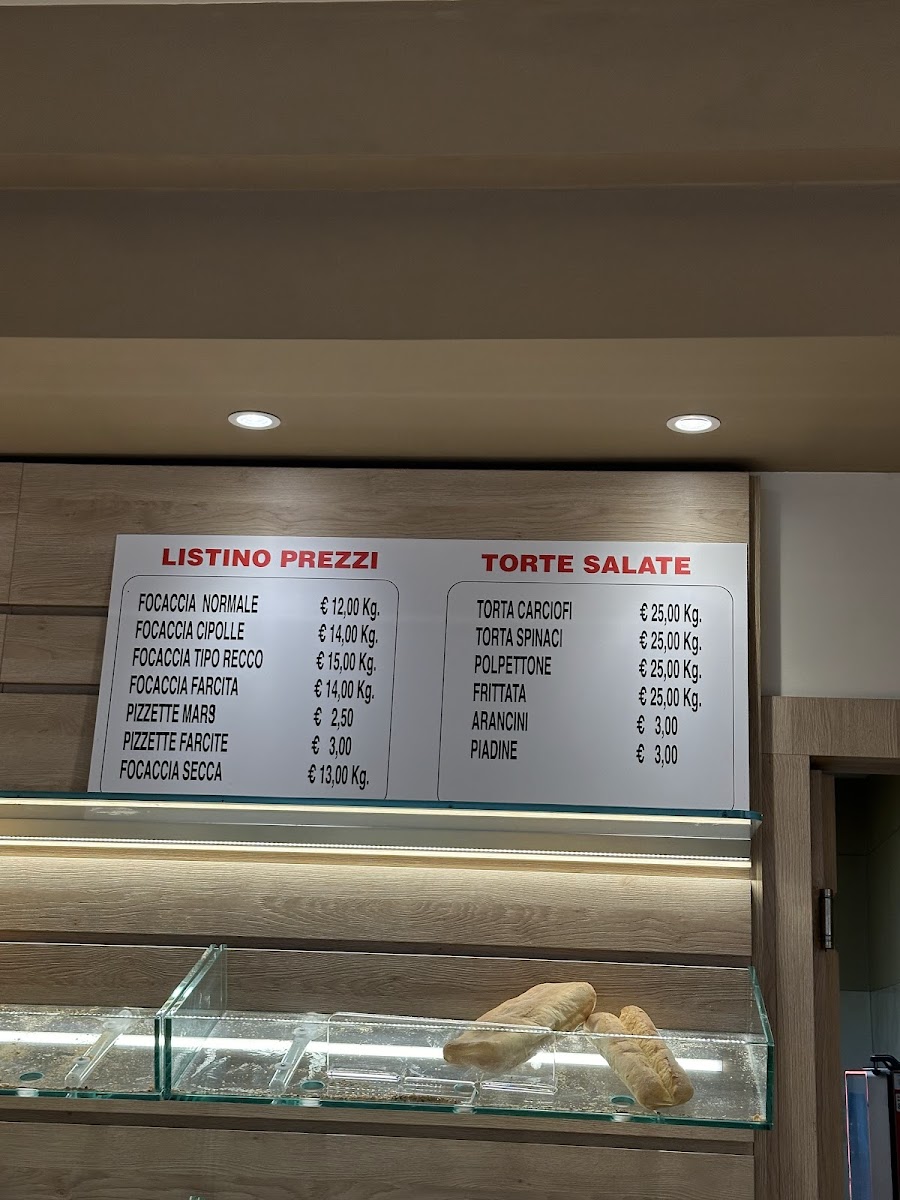 LISTINO PREZZI
FOCACCIA NORMALE € 12,00 Kg.
FOCACCIA CIPOLLE € 14,00 Kg.
FOCACCIA TIPO RECCO € 15,00 Kg.
FOCACCIA FARCITA € 14,00 Kg.
PIZZETTE MARS € 2,50
PIZZETTE FARCITE € 3,00
FOCACCIA SECCA € 13,00 Kg.
TORTE SALATE
TORTA CARCIOFI € 25,00 Kg.
TORTA SPINACI € 25,00 Kg.
POLPETTONE € 25,00 Kg.
FRITTATA € 25,00 Kg.
ARANCINI € 3,00
PIADINE € 3,00